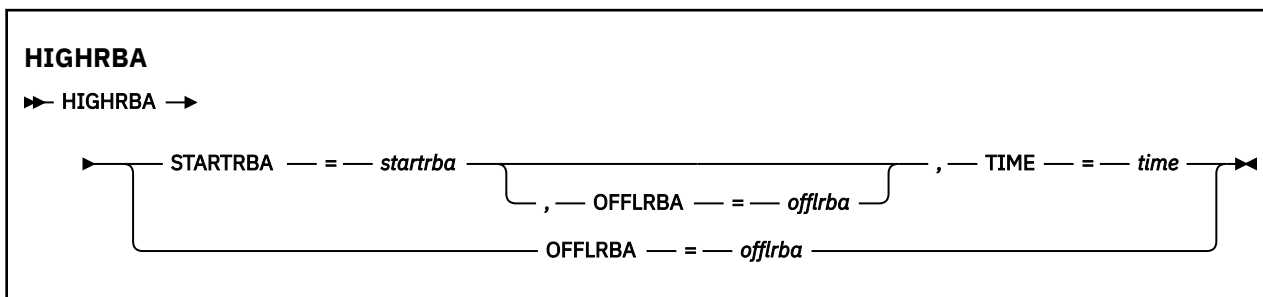 HIGHRBA
HIGHRBA
STARTRBA = startrba , TIME = time
, OFFLRBA = offlrba
OFFLRBA = offlrba